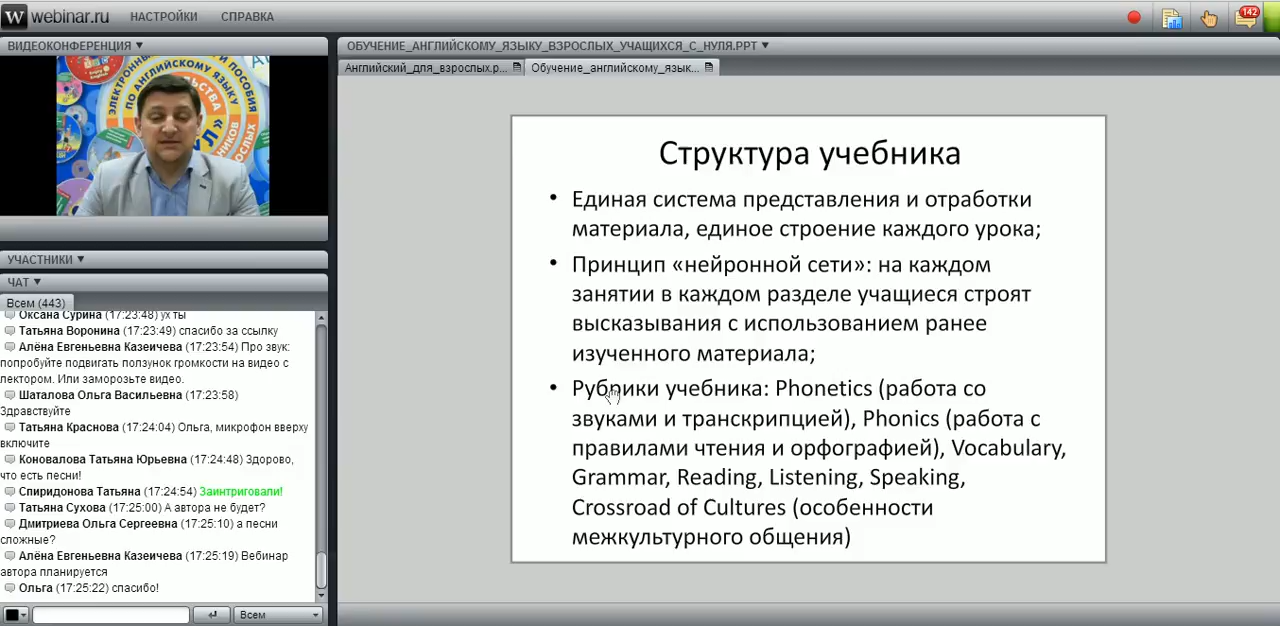 W webinar.ru НАСТРОЙКИ СПРАВКА
142
ВИДЕОКОНФЕРЕНЦИЯ
ЭЛЕКТРОННЫЕ
ПОСОБИЯ
ПО АНГЛИЙСКОМУ ЯЗЫКУ
УЧАСТНИКИ
ЧАТ
Всем (443)
Оксана Сурина (17:23:48) ух ты
Татьяна Воронина (17:23:49) спасибо за ссылку
Алёна Евгеньевна Казеичева (17:23:54) Про звук:
попробуйте подвигать ползунок громкости на видео с
лектором. Или заморозьте видео.
Шаталова Ольга Васильевна (17:23:58)
Здравствуйте
Татьяна Краснова (17:24:04) Ольга, микрофон вверху
включите
Коновалова Татьяна Юрьевна (17:24:48) Здорово,
что есть песни!
Спиридонова Татьяна (17:24:54) Заинтриговали!
Татьяна Сухова (17:25:00) А автора не будет?
Дмитриева Ольга Сергеевна (17:25:10) а песни
сложные?
Алёна Евгеньевна Казеичева (17:25:19) Вебинар
автора планируется
Ольга (17:25:22) спасибо!
Всем
ОБУЧЕНИЕ_АНГЛИЙСКОМУ_ЯЗЫКУ_ВЗРОСЛЫХ_УЧАЩИХСЯ_С_НУЛЯ.PPT
Английский_для_взрослых.p... Обучение_английскому_язык...
Структура учебника
• Единая система представления и отработки
материала, единое строение каждого урока;
• Принцип «нейронной сети»: на каждом
занятии в каждом разделе учащиеся строят
высказывания с использованием ранее
изученного материала;
• Рубрики учебника: Phonetics (работа со
звуками и транскрипцией), Phonics (работа с
правилами чтения и орфографией), Vocabulary,
Grammar, Reading, Listening, Speaking,
Crossroad of Cultures (особенности
межкультурного общения)